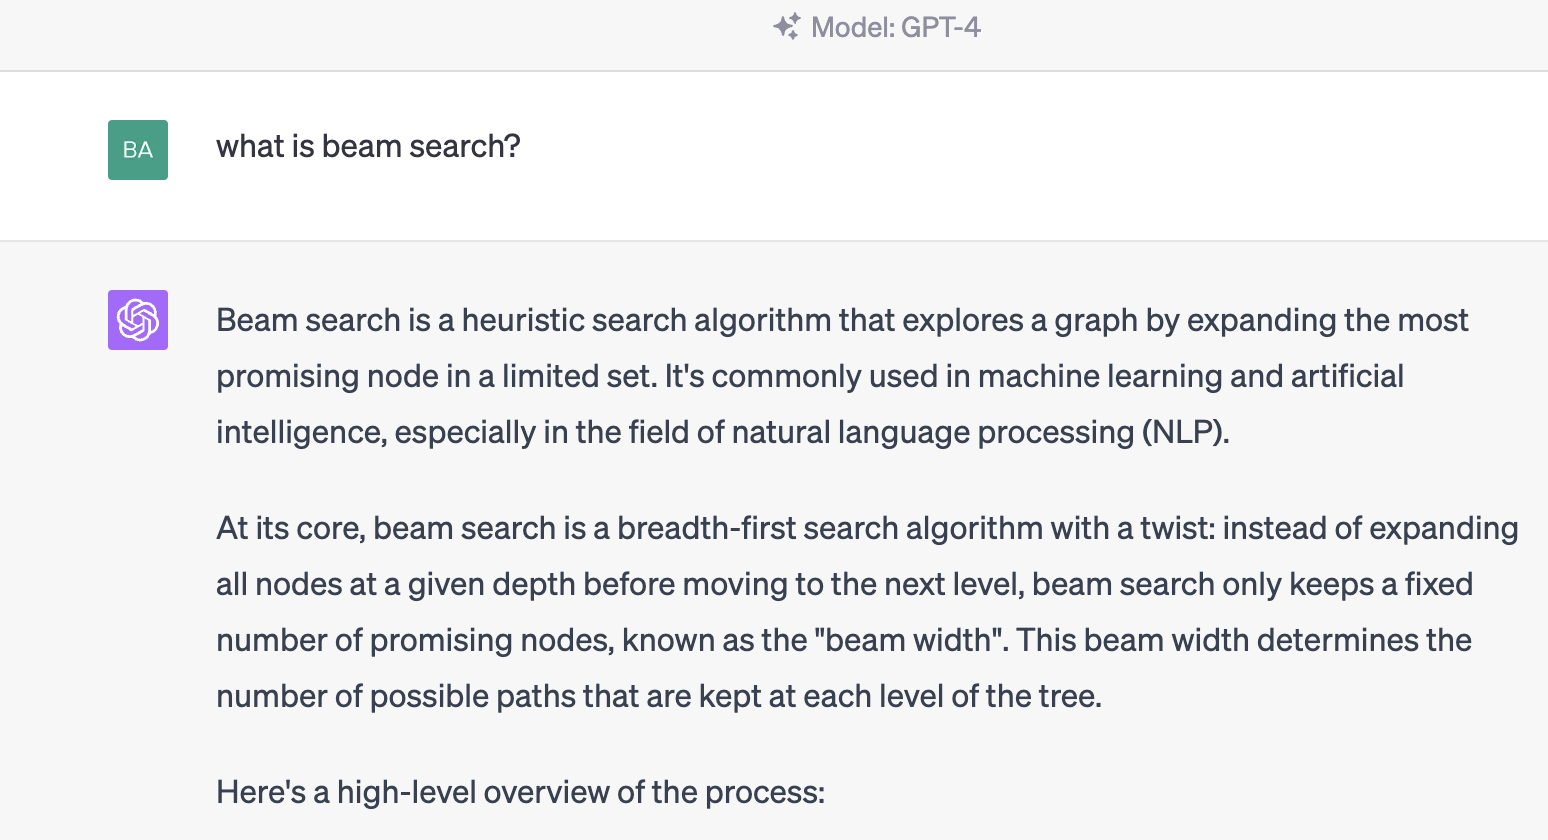 Model: GPT-4
BA
what is beam search?
Beam search is a heuristic search algorithm that explores a graph by expanding the most
promising node in a limited set. It's commonly used in machine learning and artificial
intelligence, especially in the field of natural language processing (NLP).
At its core, beam search is a breadth-first search algorithm with a twist: instead of expanding
all nodes at a given depth before moving to the next level, beam search only keeps a fixed
number of promising nodes, known as the "beam width". This beam width determines the
number of possible paths that are kept at each level of the tree.
Here's a high-level overview of the process: